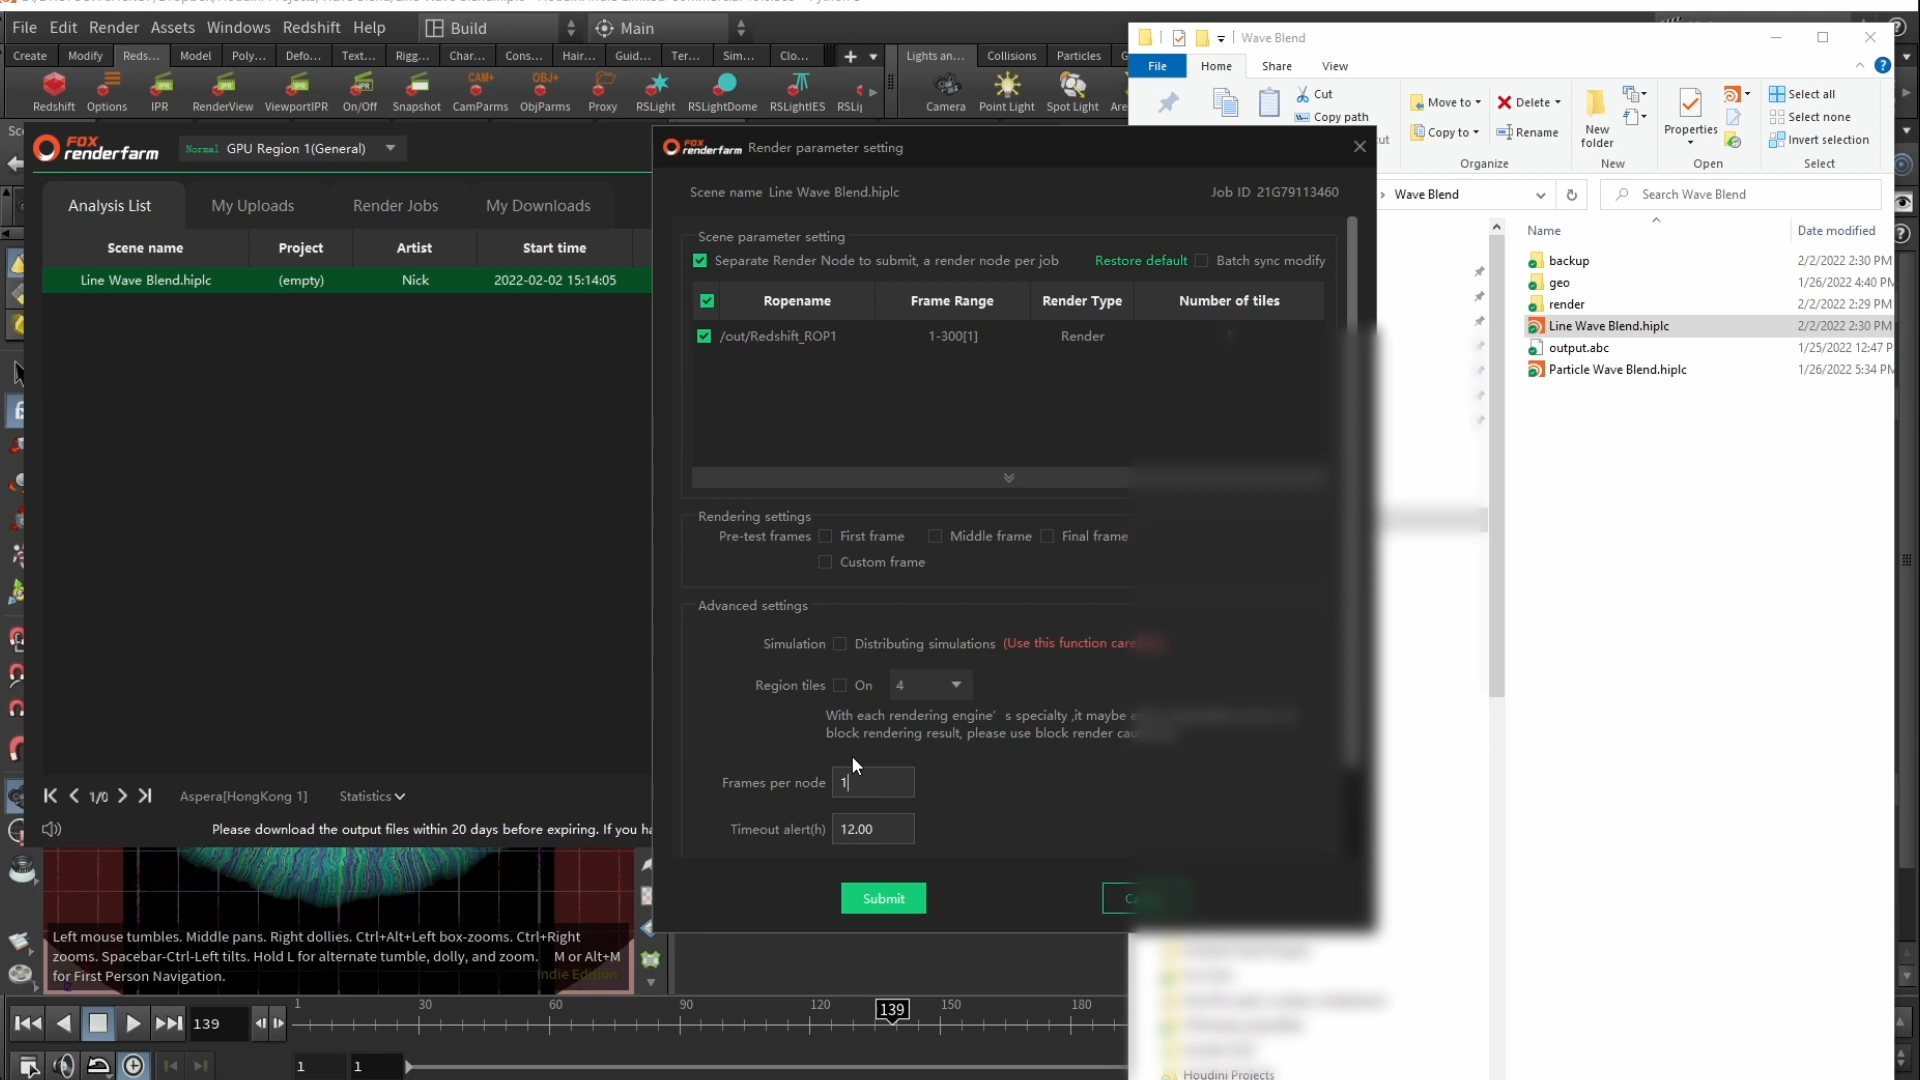 File Edit Render Assets Windows Redshift Help Build Main
Create Modify Reds... Model Poly... Defo... Text... Rigg... Char... Cons... Hair... Guid... Ter... Sim... Clo... Lights an... Collisions Particles
Redshift Options IPR RenderView ViewportIPR On/Off Snapshot CamParms ObjParms Proxy RSLight RSLightDome RSLightIES RSLi Camera Point Light Spot Light Are
FOX renderfarm
Normal GPU Region 1(General)
Analysis List My Uploads Render Jobs My Downloads
Scene name Project Artist Start time
Line Wave Blend.hiplc (empty) Nick 2022-02-02 15:14:05
1/0 Aspera[HongKong 1] Statistics
Please download the output files within 20 days before expiring. If you ha
Left mouse tumbles. Middle pans. Right dollies. Ctrl+Alt+Left box-zooms. Ctrl+Right
zooms. Spacebar-Ctrl-Left tilts. Hold L for alternate tumble, dolly, and zoom. M or Alt+M
for First Person Navigation.
Indie Edition
1 30 60 90 120 139 150 180
139
1 1
FOX renderfarm Render parameter setting
Scene name Line Wave Blend.hiplc Job ID 21G79113460
Scene parameter setting
Separate Render Node to submit, a render node per job Restore default Batch sync modify
Ropename Frame Range Render Type Number of tiles
/out/Redshift_ROP1 1-300[1] Render 1
Rendering settings
Pre-test frames First frame Middle frame Final frame
Custom frame
Advanced settings
Simulation Distributing simulations (Use this function care
Region tiles On 4
With each rendering engine' s specialty ,it maybe
block rendering result, please use block render
Frames per node 1
Timeout alert(h) 12.00
Submit
Wave Blend
File Home Share View
Cut
Copy path
Move to Copy to Delete Rename
Organize
New folder
New
Properties
Open
Select all
Select none
Invert selection
Select
Wave Blend Search Wave Blend
Name Date modified
backup 2/2/2022 2:30 PM
geo 1/26/2022 4:40 P
render 2/2/2022 2:29 PM
Line Wave Blend.hiplc 2/2/2022 2:30 PM
output.abc 1/25/2022 12:47 P
Particle Wave Blend.hiplc 1/26/2022 5:34 PM
Houdini Projects